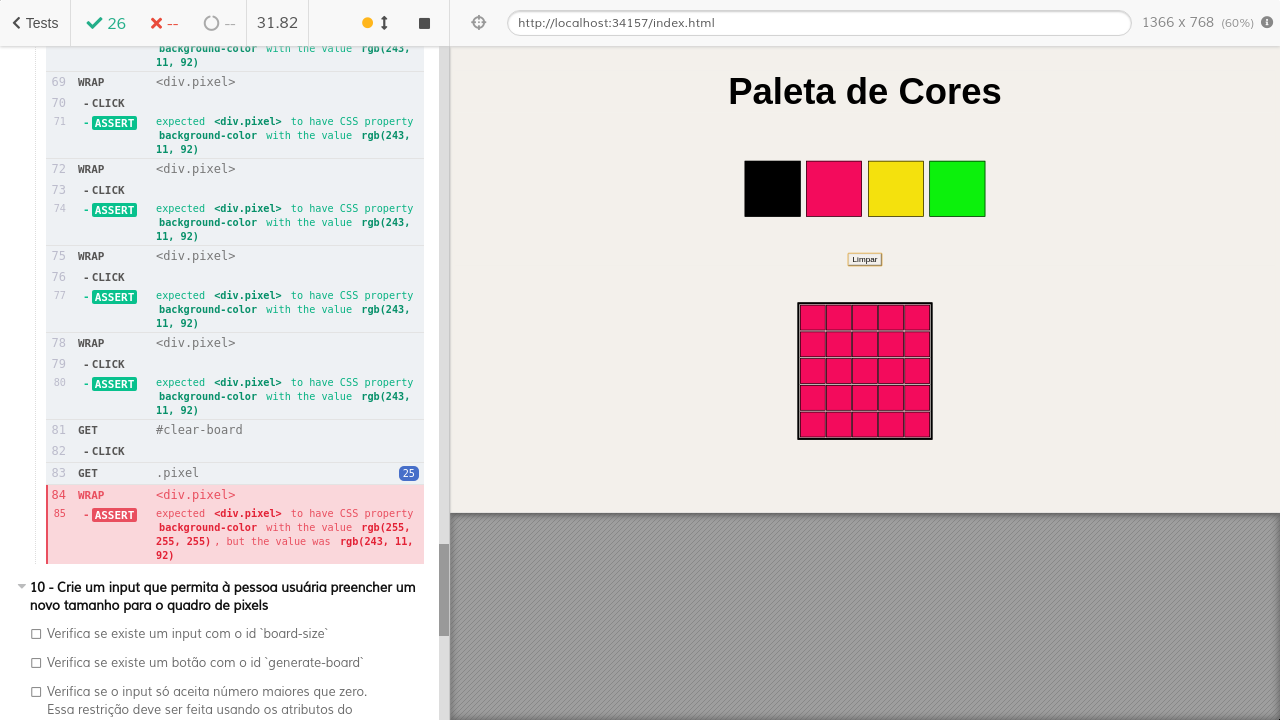 Tests 26 -- -- 31.82 http://localhost:34157/index.html 1366 x 768 (60%)
background-color with the value rgb(243,
11, 92)
69 WRAP <div.pixel>
70 - CLICK
71 - ASSERT expected <div.pixel> to have CSS property
background-color with the value rgb(243,
11, 92)
72 WRAP <div.pixel>
73 - CLICK
74 - ASSERT expected <div.pixel> to have CSS property
background-color with the value rgb(243,
11, 92)
75 WRAP <div.pixel>
76 - CLICK
77 - ASSERT expected <div.pixel> to have CSS property
background-color with the value rgb(243,
11, 92)
78 WRAP <div.pixel>
79 - CLICK
80 - ASSERT expected <div.pixel> to have CSS property
background-color with the value rgb(243,
11, 92)
81 GET #clear-board
82 - CLICK
83 GET .pixel 25
84 WRAP <div.pixel>
85 - ASSERT expected <div.pixel> to have CSS property
background-color with the value rgb(255,
255, 255) , but the value was rgb(243, 11,
92)
10 - Crie um input que permita à pessoa usuária preencher um
novo tamanho para o quadro de pixels
Verifica se existe um input com o id `board-size`
Verifica se existe um botão com o id `generate-board`
Verifica se o input só aceita número maiores que zero.
Essa restrição deve ser feita usando os atributos do
Paleta de Cores
Limpar